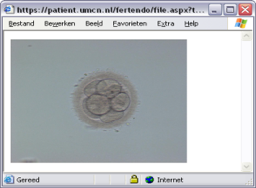 https://patient.umcn.nl/fertendo/file.aspx?t...
Bestand Bewerken Beeld Favorieten Extra Help
Gereed Internet